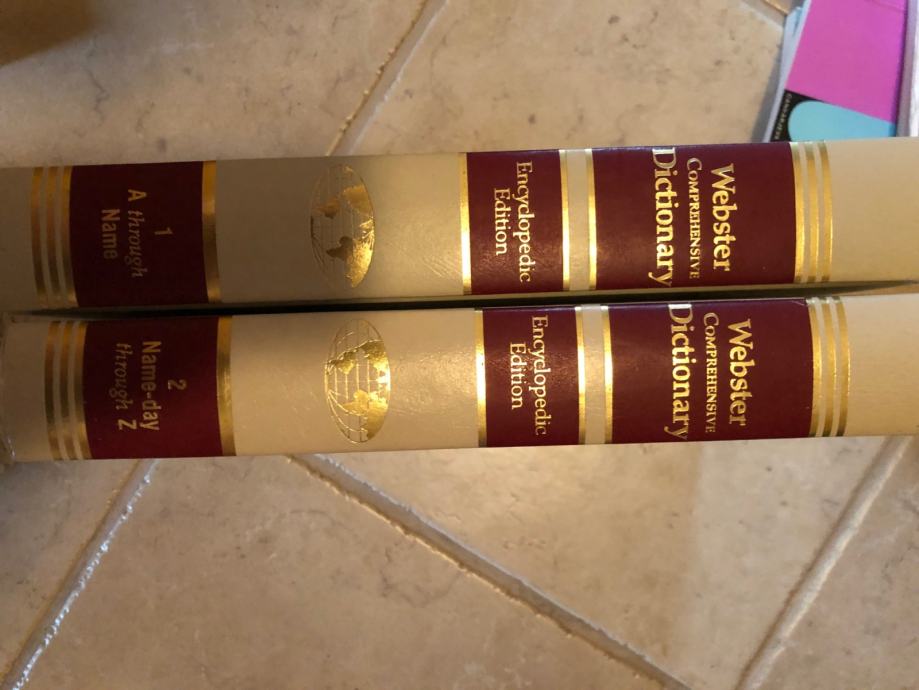 Webster
COMPREHENSIVE
Dictionary
Encyclopedic
Edition
1
A through
Name
Webster
COMPREHENSIVE
Dictionary
Encyclopedic
Edition
2
Name-day
through Z